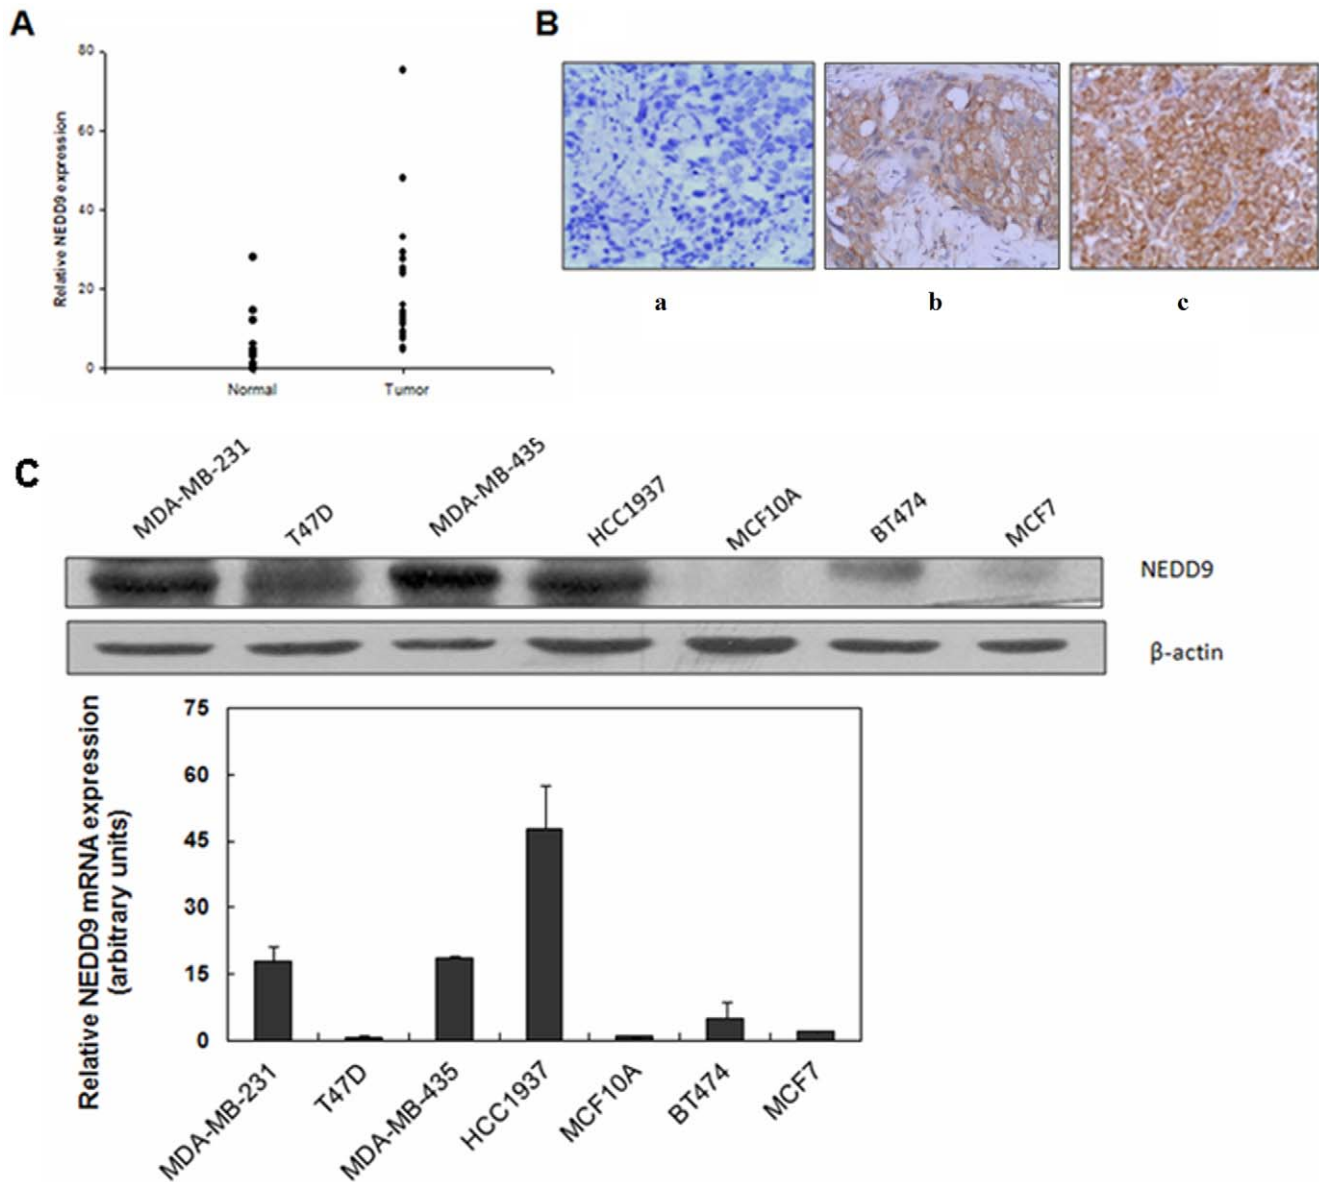 A
80
60
40
20
0
Relative NEDD9 expression
Normal
Tumor
B
a
b
c
C
MDA-MB-231
T47D
MDA-MB-435
HCC1937
MCF10A
BT474
MCF7
NEDD9
β-actin
Relative NEDD9 mRNA expression
(arbitrary units)
75
60
45
30
15
0
MDA-MB-231
T47D
MDA-MB-435
HCC1937
MCF10A
BT474
MCF7